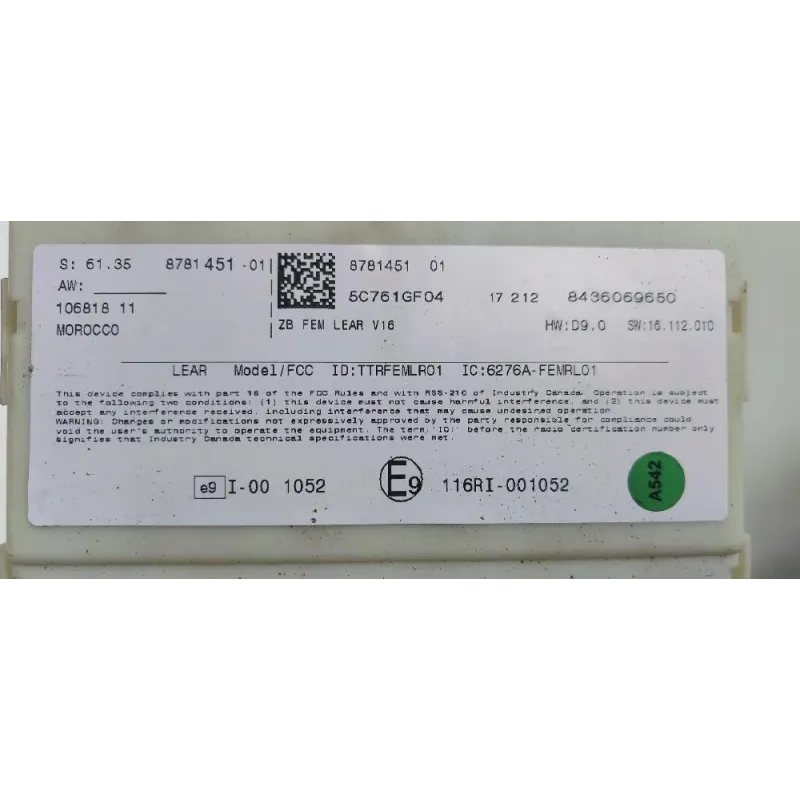 S: 61.35 8781451-01
AW:
106818 11
MOROCCO
8781451 01
5C761GF04 17 212 8436069650
ZB FEM LEAR V16 HW:D9.0 SW:16.112.010
LEAR Model/FCC ID:TTRFEMLR01 IC:6276A-FEMRL01
This device complies with part 15 of the FCC Rules and with RSS-210 of Industry Canada. Operation is subject
to the following two conditions: (1) this device must not cause harmful interference, and (2) this device must
accept any interference received, including interference that may cause undesired operation
WARNING: Changes or modifications not expressively approved by the party responsible for compliance could
void the user's authority to operate the equipment. The term, 'IC:' before the radio certification number only
signifies that Industry Canada technical specifications were met.
e9 I-00 1052 E9 116RI-001052
A542